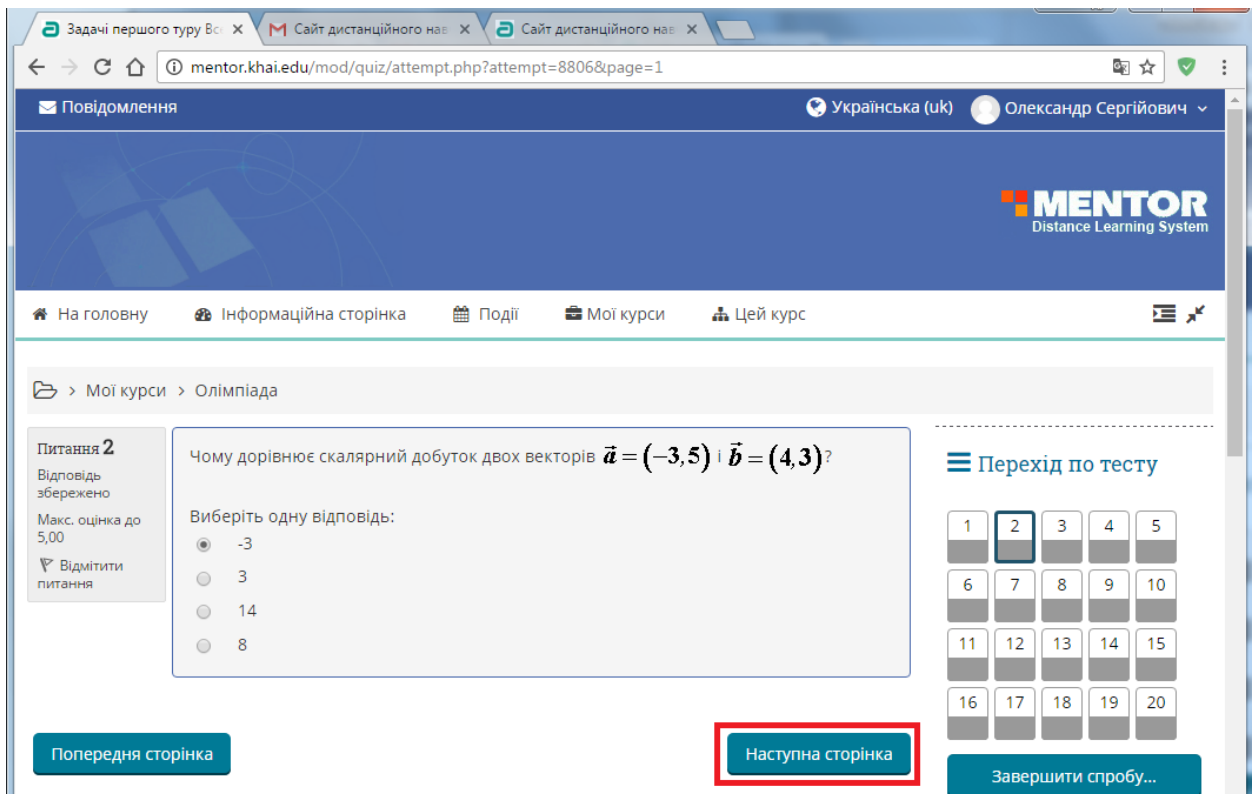 Задачі першого туру Все
Сайт дистанційного нав
Сайт дистанційного нав
mentor.khai.edu/mod/quiz/attempt.php?attempt=8806&page=1
Повідомлення
Українська (uk)
Олександр Сергійович
MENTOR
Distance Learning System
На головну
Інформаційна сторінка
Події
Мої курси
Цей курс
> Мої курси > Олімпіада
Питання 2
Відповідь
збережено
Макс. оцінка до
5,00
Відмітити
питання
Чому дорівнює скалярний добуток двох векторів a⃗ = (−3,5) і b⃗ = (4,3)?
Виберіть одну відповідь:
-3
3
14
8
Перехід по тесту
1 2 3 4 5
6 7 8 9 10
11 12 13 14 15
16 17 18 19 20
Попередня сторінка
Наступна сторінка
Завершити спробу...